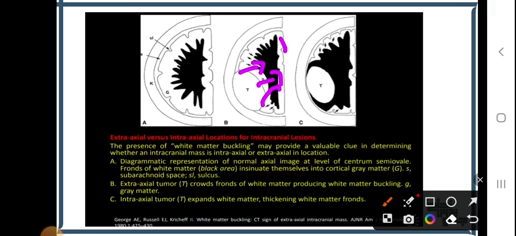 sl
s
K
G
T
T
A
B
C
Extra-axial versus Intra-axial Locations for Intracranial Lesions.
The presence of "white matter buckling" may provide a valuable clue in determining
whether an intracranial mass is intra-axial or extra-axial in location.
A. Diagrammatic representation of normal axial image at level of centrum semiovale.
Fronds of white matter (black area) insinuate themselves into cortical gray matter (G). s,
subarachnoid space; sl, sulcus.
B. Extra-axial tumor (T) crowds fronds of white matter producing white matter buckling. g,
gray matter.
C. Intra-axial tumor (T) expands white matter, thickening white matter fronds.
George AE, Russell EJ, Kricheff II. White matter buckling: CT sign of extra-axial intracranial mass. AJNR Am
1980 1:425–430.